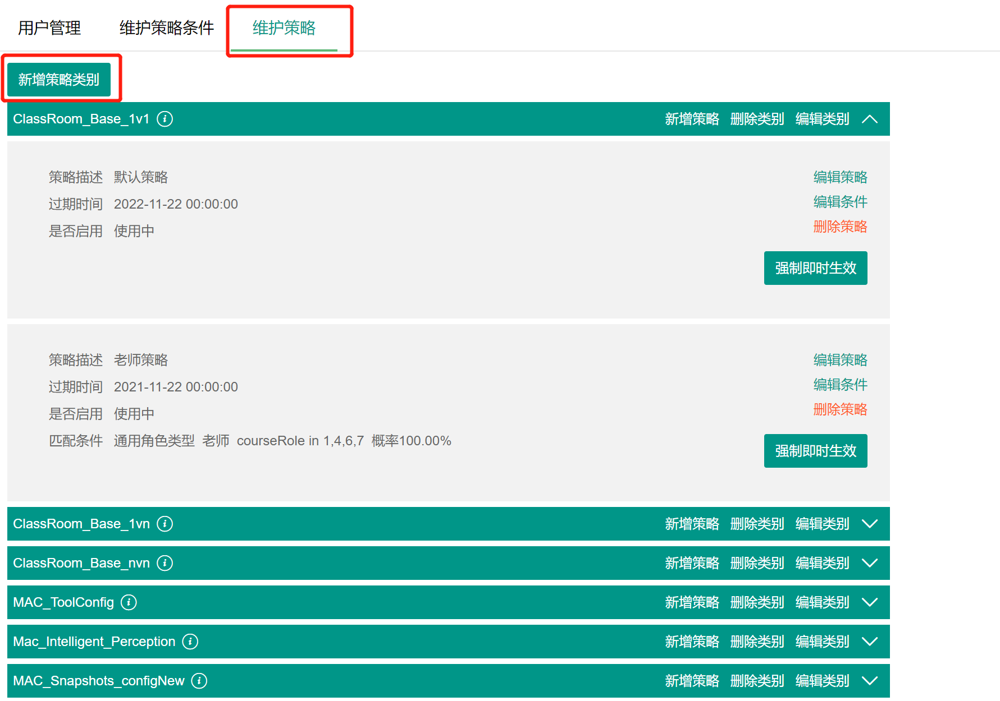 用户管理 维护策略条件 维护策略
新增策略类别
ClassRoom_Base_1v1 新增策略 删除类别 编辑类别
策略描述 默认策略 编辑策略
过期时间 2022-11-22 00:00:00 编辑条件
是否启用 使用中 删除策略
强制即时生效
策略描述 老师策略 编辑策略
过期时间 2021-11-22 00:00:00 编辑条件
是否启用 使用中 删除策略
匹配条件 通用角色类型 老师 courseRole in 1,4,6,7 概率100.00%
强制即时生效
ClassRoom_Base_1vn 新增策略 删除类别 编辑类别
ClassRoom_Base_nvn 新增策略 删除类别 编辑类别
MAC_ToolConfig 新增策略 删除类别 编辑类别
Mac_Intelligent_Perception 新增策略 删除类别 编辑类别
MAC_Snapshots_configNew 新增策略 删除类别 编辑类别